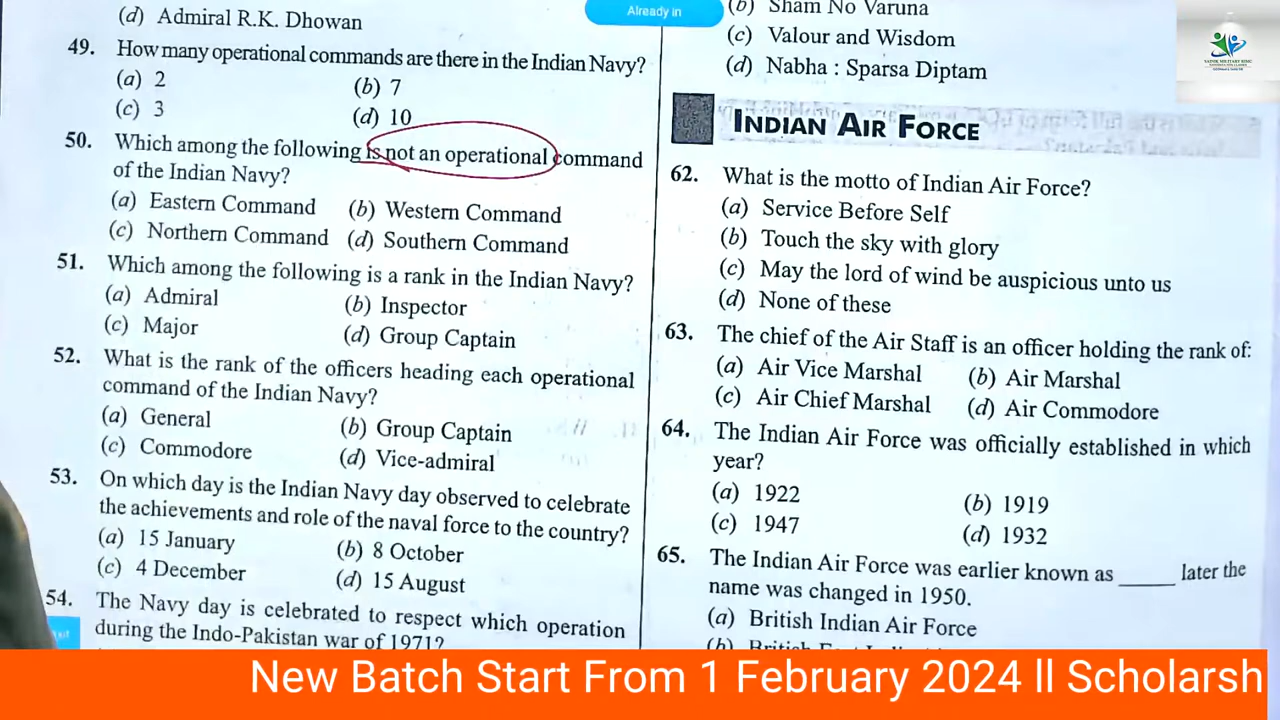 (d) Admiral R.K. Dhowan
49. How many operational commands are there in the Indian Navy?
(a) 2 (b) 7
(c) 3 (d) 10
50. Which among the following is not an operational command
of the Indian Navy?
(a) Eastern Command (b) Western Command
(c) Northern Command (d) Southern Command
51. Which among the following is a rank in the Indian Navy?
(a) Admiral (b) Inspector
(c) Major (d) Group Captain
52. What is the rank of the officers heading each operational
command of the Indian Navy?
(a) General (b) Group Captain
(c) Commodore (d) Vice-admiral
53. On which day is the Indian Navy day observed to celebrate
the achievements and role of the naval force to the country?
(a) 15 January (b) 8 October
(c) 4 December (d) 15 August
54. The Navy day is celebrated to respect which operation
during the Indo-Pakistan war of 1971?
Already in
(b) Sham No Varuna
(c) Valour and Wisdom
(d) Nabha : Sparsa Diptam
INDIAN AIR FORCE
62. What is the motto of Indian Air Force?
(a) Service Before Self
(b) Touch the sky with glory
(c) May the lord of wind be auspicious unto us
(d) None of these
63. The chief of the Air Staff is an officer holding the rank of:
(a) Air Vice Marshal (b) Air Marshal
(c) Air Chief Marshal (d) Air Commodore
64. The Indian Air Force was officially established in which
year?
(a) 1922 (b) 1919
(c) 1947 (d) 1932
65. The Indian Air Force was earlier known as _____ later the
name was changed in 1950.
(a) British Indian Air Force
New Batch Start From 1 February 2024 ll Scholarsh